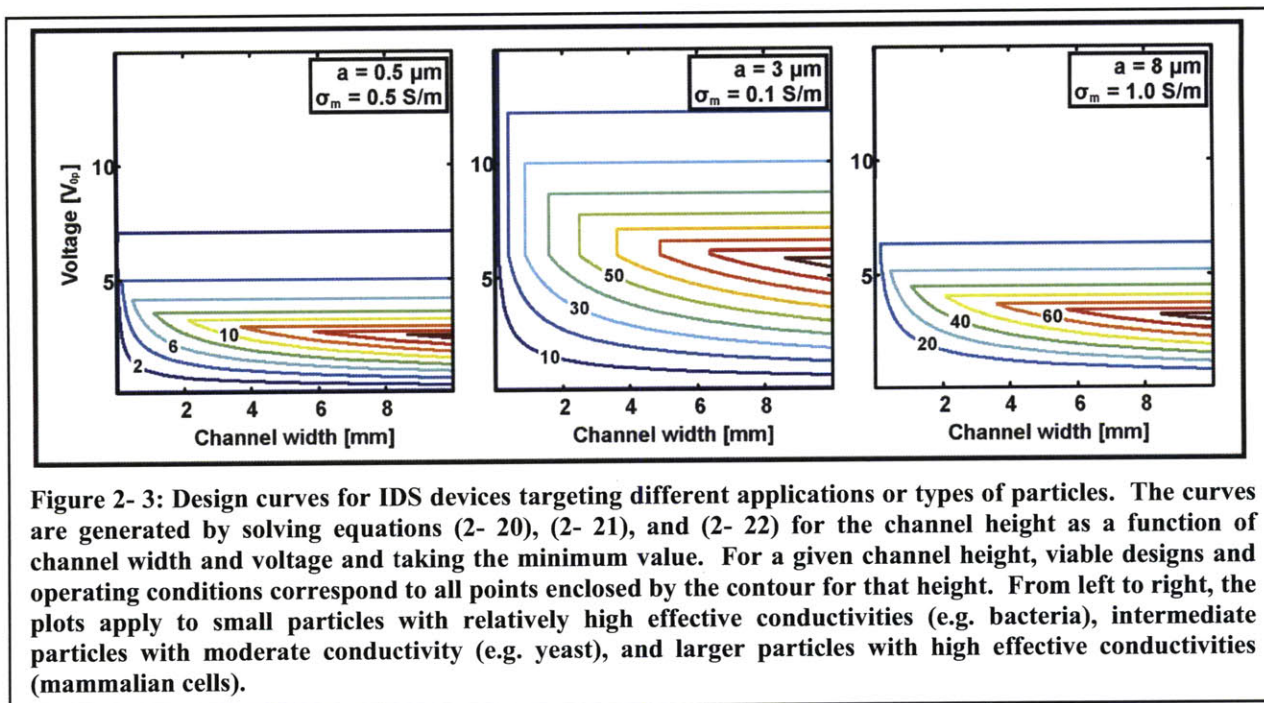 a = 0.5 µm
σm = 0.5 S/m
a = 3 µm
σm = 0.1 S/m
a = 8 µm
σm = 1.0 S/m
Voltage [V0p]
10
5
2
6
10
2 4 6 8
Channel width [mm]
10
5
10
30
50
2 4 6 8
Channel width [mm]
10
5
20
40
60
2 4 6 8
Channel width [mm]
Figure 2- 3: Design curves for IDS devices targeting different applications or types of particles. The curves
are generated by solving equations (2- 20), (2- 21), and (2- 22) for the channel height as a function of
channel width and voltage and taking the minimum value. For a given channel height, viable designs and
operating conditions correspond to all points enclosed by the contour for that height. From left to right, the
plots apply to small particles with relatively high effective conductivities (e.g. bacteria), intermediate
particles with moderate conductivity (e.g. yeast), and larger particles with high effective conductivities
(mammalian cells).